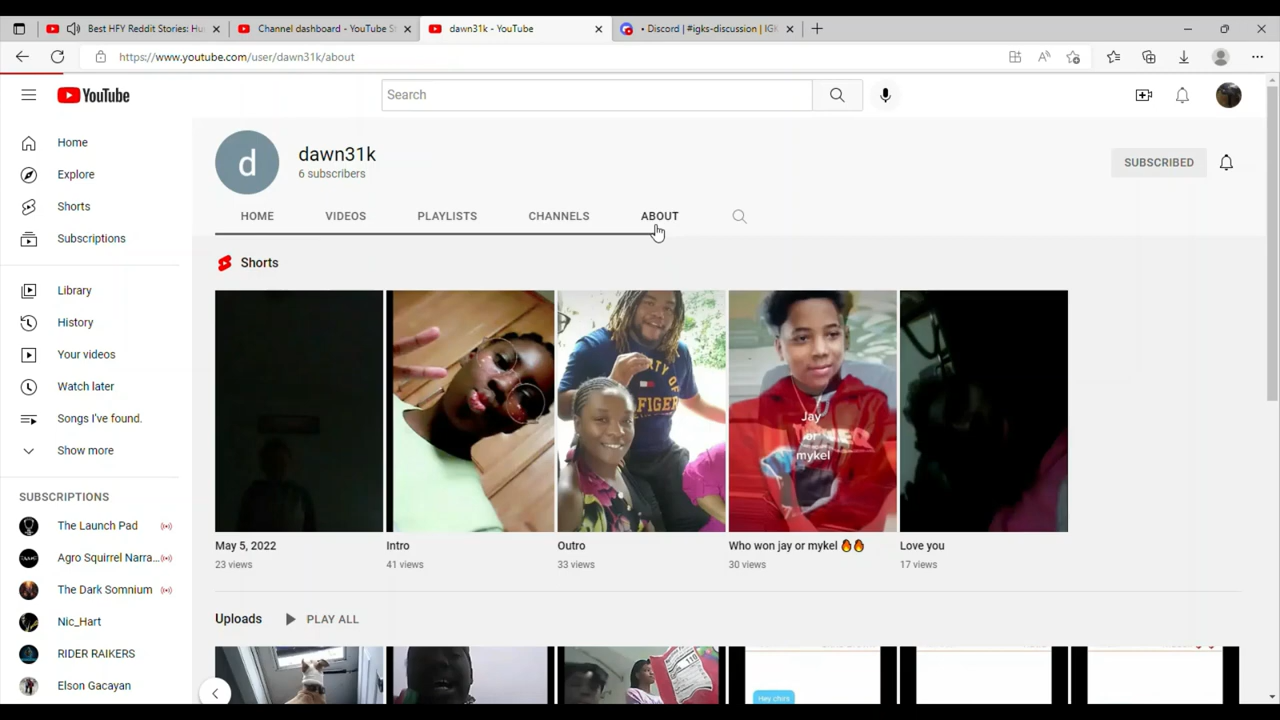 Best HFY Reddit Stories: Hu
Channel dashboard - YouTube S
dawn31k - YouTube
• Discord | #igks-discussion | IGK
https://www.youtube.com/user/dawn31k/about
YouTube
Search
Home
Explore
Shorts
Subscriptions
Library
History
Your videos
Watch later
Songs I've found.
Show more
SUBSCRIPTIONS
The Launch Pad
Agro Squirrel Narra...
The Dark Somnium
Nic_Hart
RIDER RAIKERS
Elson Gacayan
d
dawn31k
6 subscribers
SUBSCRIBED
HOME
VIDEOS
PLAYLISTS
CHANNELS
ABOUT
Shorts
Jay
mykel
May 5, 2022
23 views
Intro
41 views
Outro
33 views
Who won jay or mykel 🔥🔥
30 views
Love you
17 views
Uploads
PLAY ALL
Hey chirs